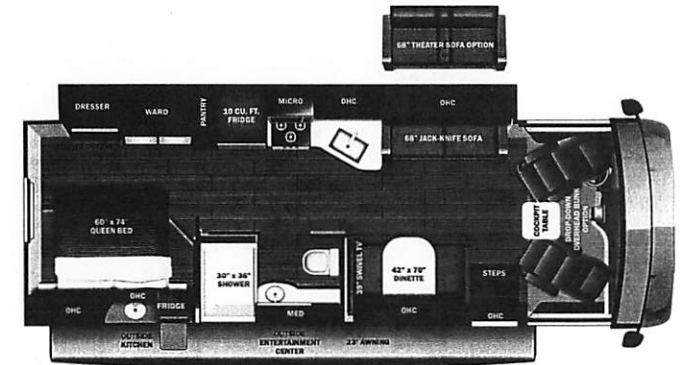 68" THEATER SOFA OPTION
DRESSER
WARD
PANTRY
10 CU. FT.
FRIDGE
MICRO
OHC
OHC
68" JACK-KNIFE SOFA
60" x 74"
QUEEN BED
COCKPIT
TABLE
DROP-DOWN
OVERHEAD BUNK
OPTION
30" x 36"
SHOWER
39" SWIVEL TV
42" x 70"
DINETTE
STEPS
OHC
OHC
FRIDGE
MED
OHC
OHC
OUTSIDE
KITCHEN
OUTSIDE
ENTERTAINMENT
CENTER
23' AWNING